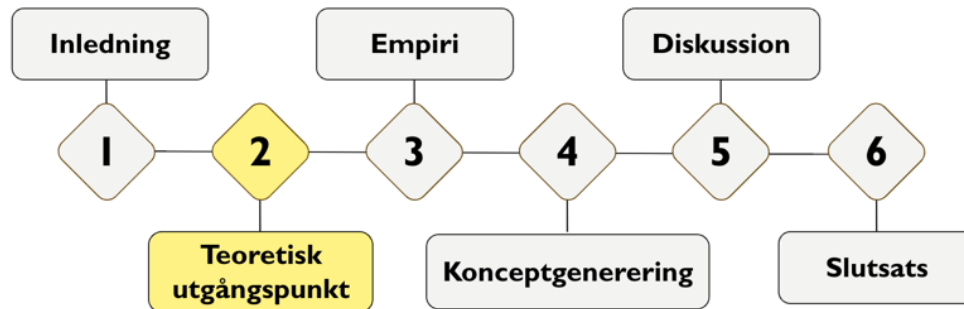 Inledning
Empiri
Diskussion
1
2
3
4
5
6
Teoretisk
utgångspunkt
Konceptgenerering
Slutsats